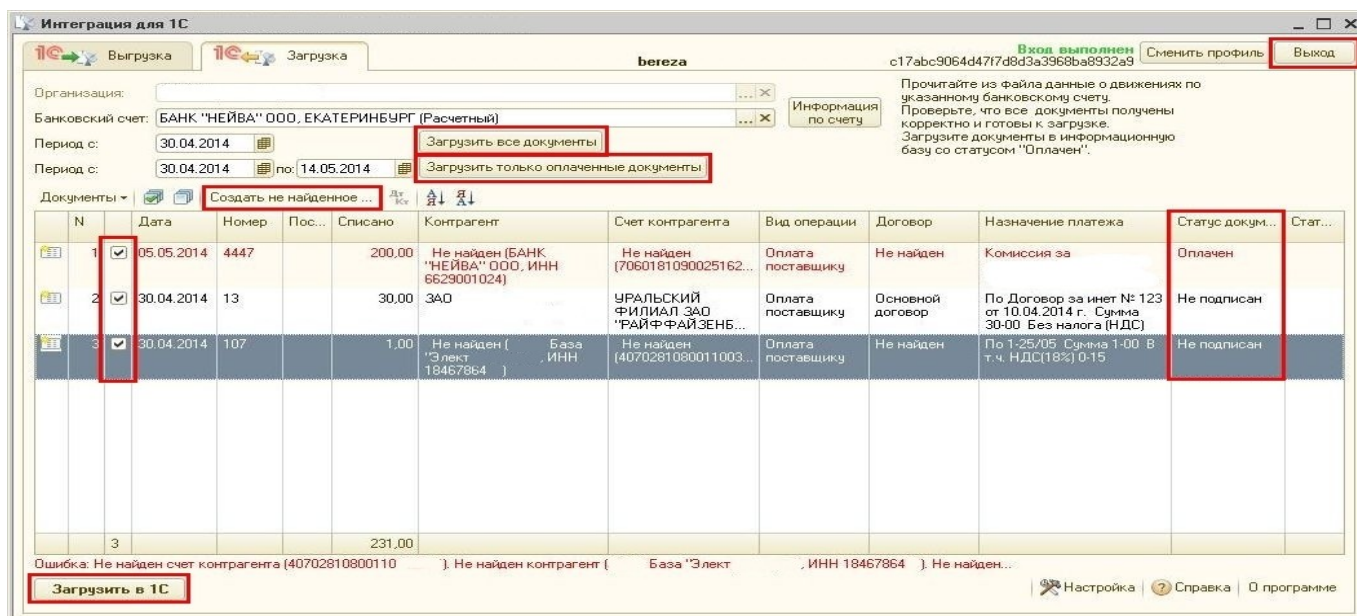 Интеграция для 1С
1С Выгрузка
1С Загрузка
bereza
Вход выполнен
c17abc9064d47f7d8d3a3968ba8932a9
Сменить профиль
Выход
Организация:
Банковский счет: БАНК "НЕЙВА" ООО, ЕКАТЕРИНБУРГ (Расчетный)
Информация по счету
Прочитайте из файла данные о движениях по
указанному банковскому счету.
Проверьте, что все документы получены
корректно и готовы к загрузке.
Загрузите документы в информационную
базу со статусом "Оплачен".
Период с: 30.04.2014 Загрузить все документы
Период с: 30.04.2014 по: 14.05.2014 Загрузить только оплаченные документы
Документы Создать не найденное ... Дт Кт А Я Я А
N Дата Номер Пос... Списано Контрагент Счет контрагента Вид операции Договор Назначение платежа Статус докум... Стат...
1 05.05.2014 4447 200,00 Не найден (БАНК "НЕЙВА" ООО, ИНН 6629001024) Не найден (7060181090025162... Оплата поставщику Не найден Комиссия за Оплачен
2 30.04.2014 13 30,00 ЗАО УРАЛЬСКИЙ ФИЛИАЛ ЗАО "РАЙФФАЙЗЕНБ... Оплата поставщику Основной договор По Договор за инет № 123 от 10.04.2014 г. Сумма 30-00 Без налога (НДС) Не подписан
3 30.04.2014 107 1,00 Не найден ( База "Элект , ИНН 18467864 ) Не найден (4070281080011003... Оплата поставщику Не найден По 1-25/05 Сумма 1-00 В т.ч. НДС(18%) 0-15 Не подписан
3 231,00
Ошибка: Не найден счет контрагента (40702810800110 ). Не найден контрагент ( База "Элект , ИНН 18467864 ). Не найден...
Загрузить в 1С
Настройка
Справка
О программе